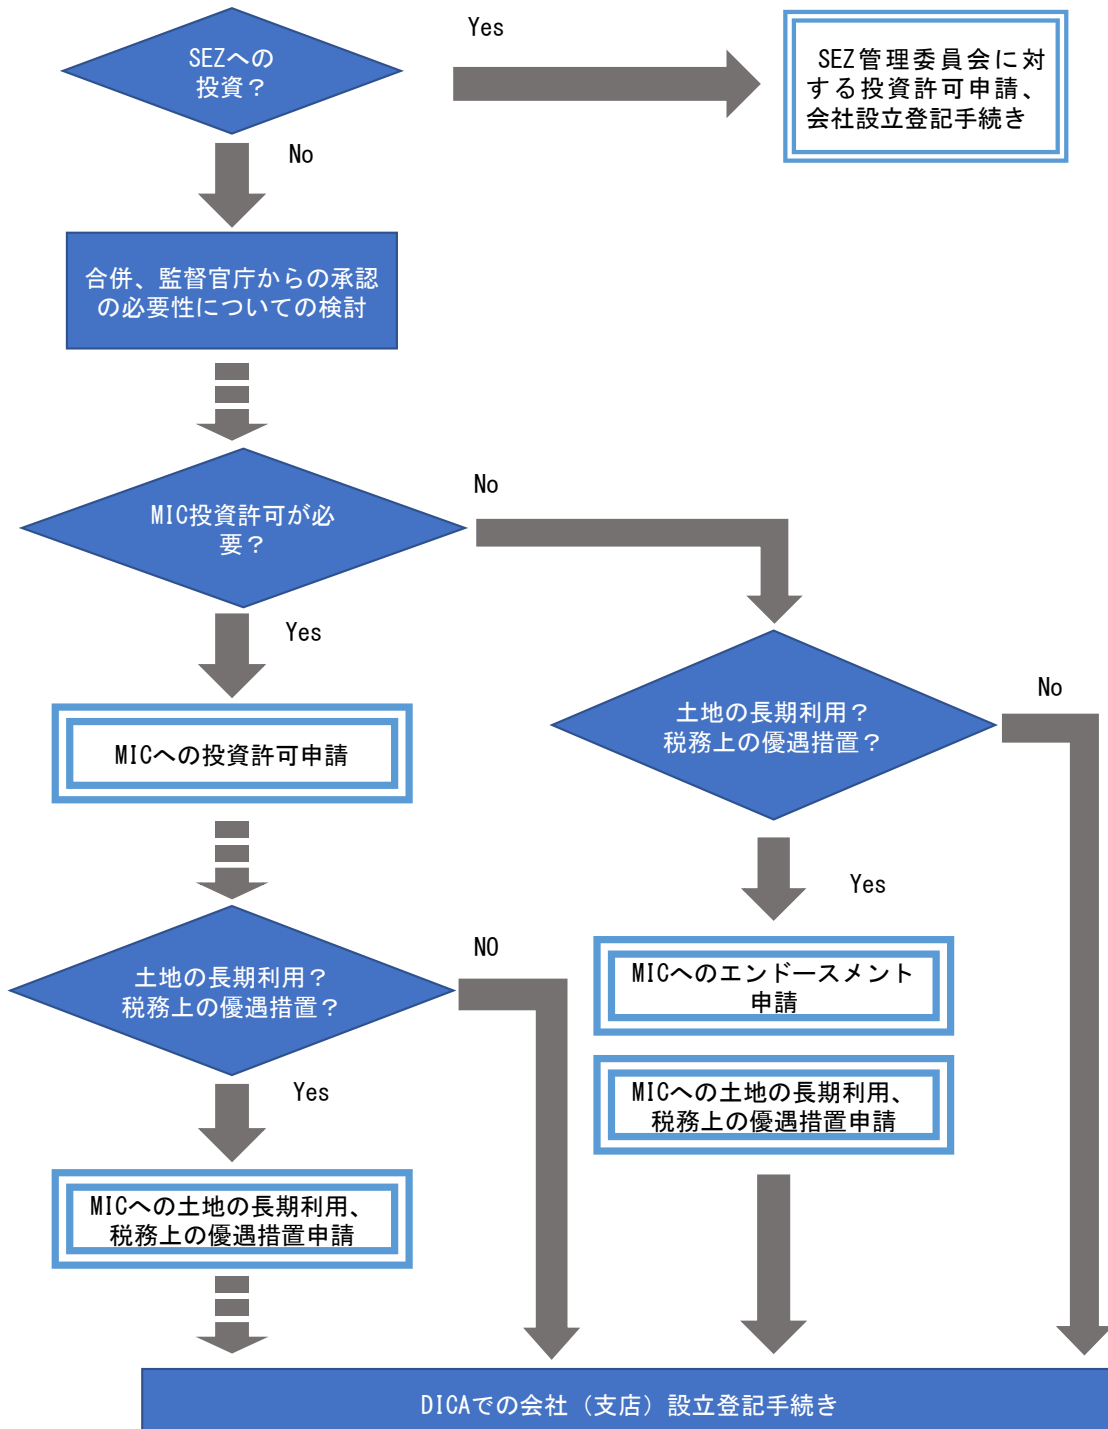 SEZへの
投資？
Yes
SEZ管理委員会に対
する投資許可申請、
会社設立登記手続き
No
合併、監督官庁からの承認
の必要性についての検討
MIC投資許可が必
要？
No
Yes
土地の長期利用？
税務上の優遇措置？
No
MICへの投資許可申請
Yes
土地の長期利用？
税務上の優遇措置？
NO
MICへのエンドースメント
申請
Yes
MICへの土地の長期利用、
税務上の優遇措置申請
MICへの土地の長期利用、
税務上の優遇措置申請
DICAでの会社（支店）設立登記手続き